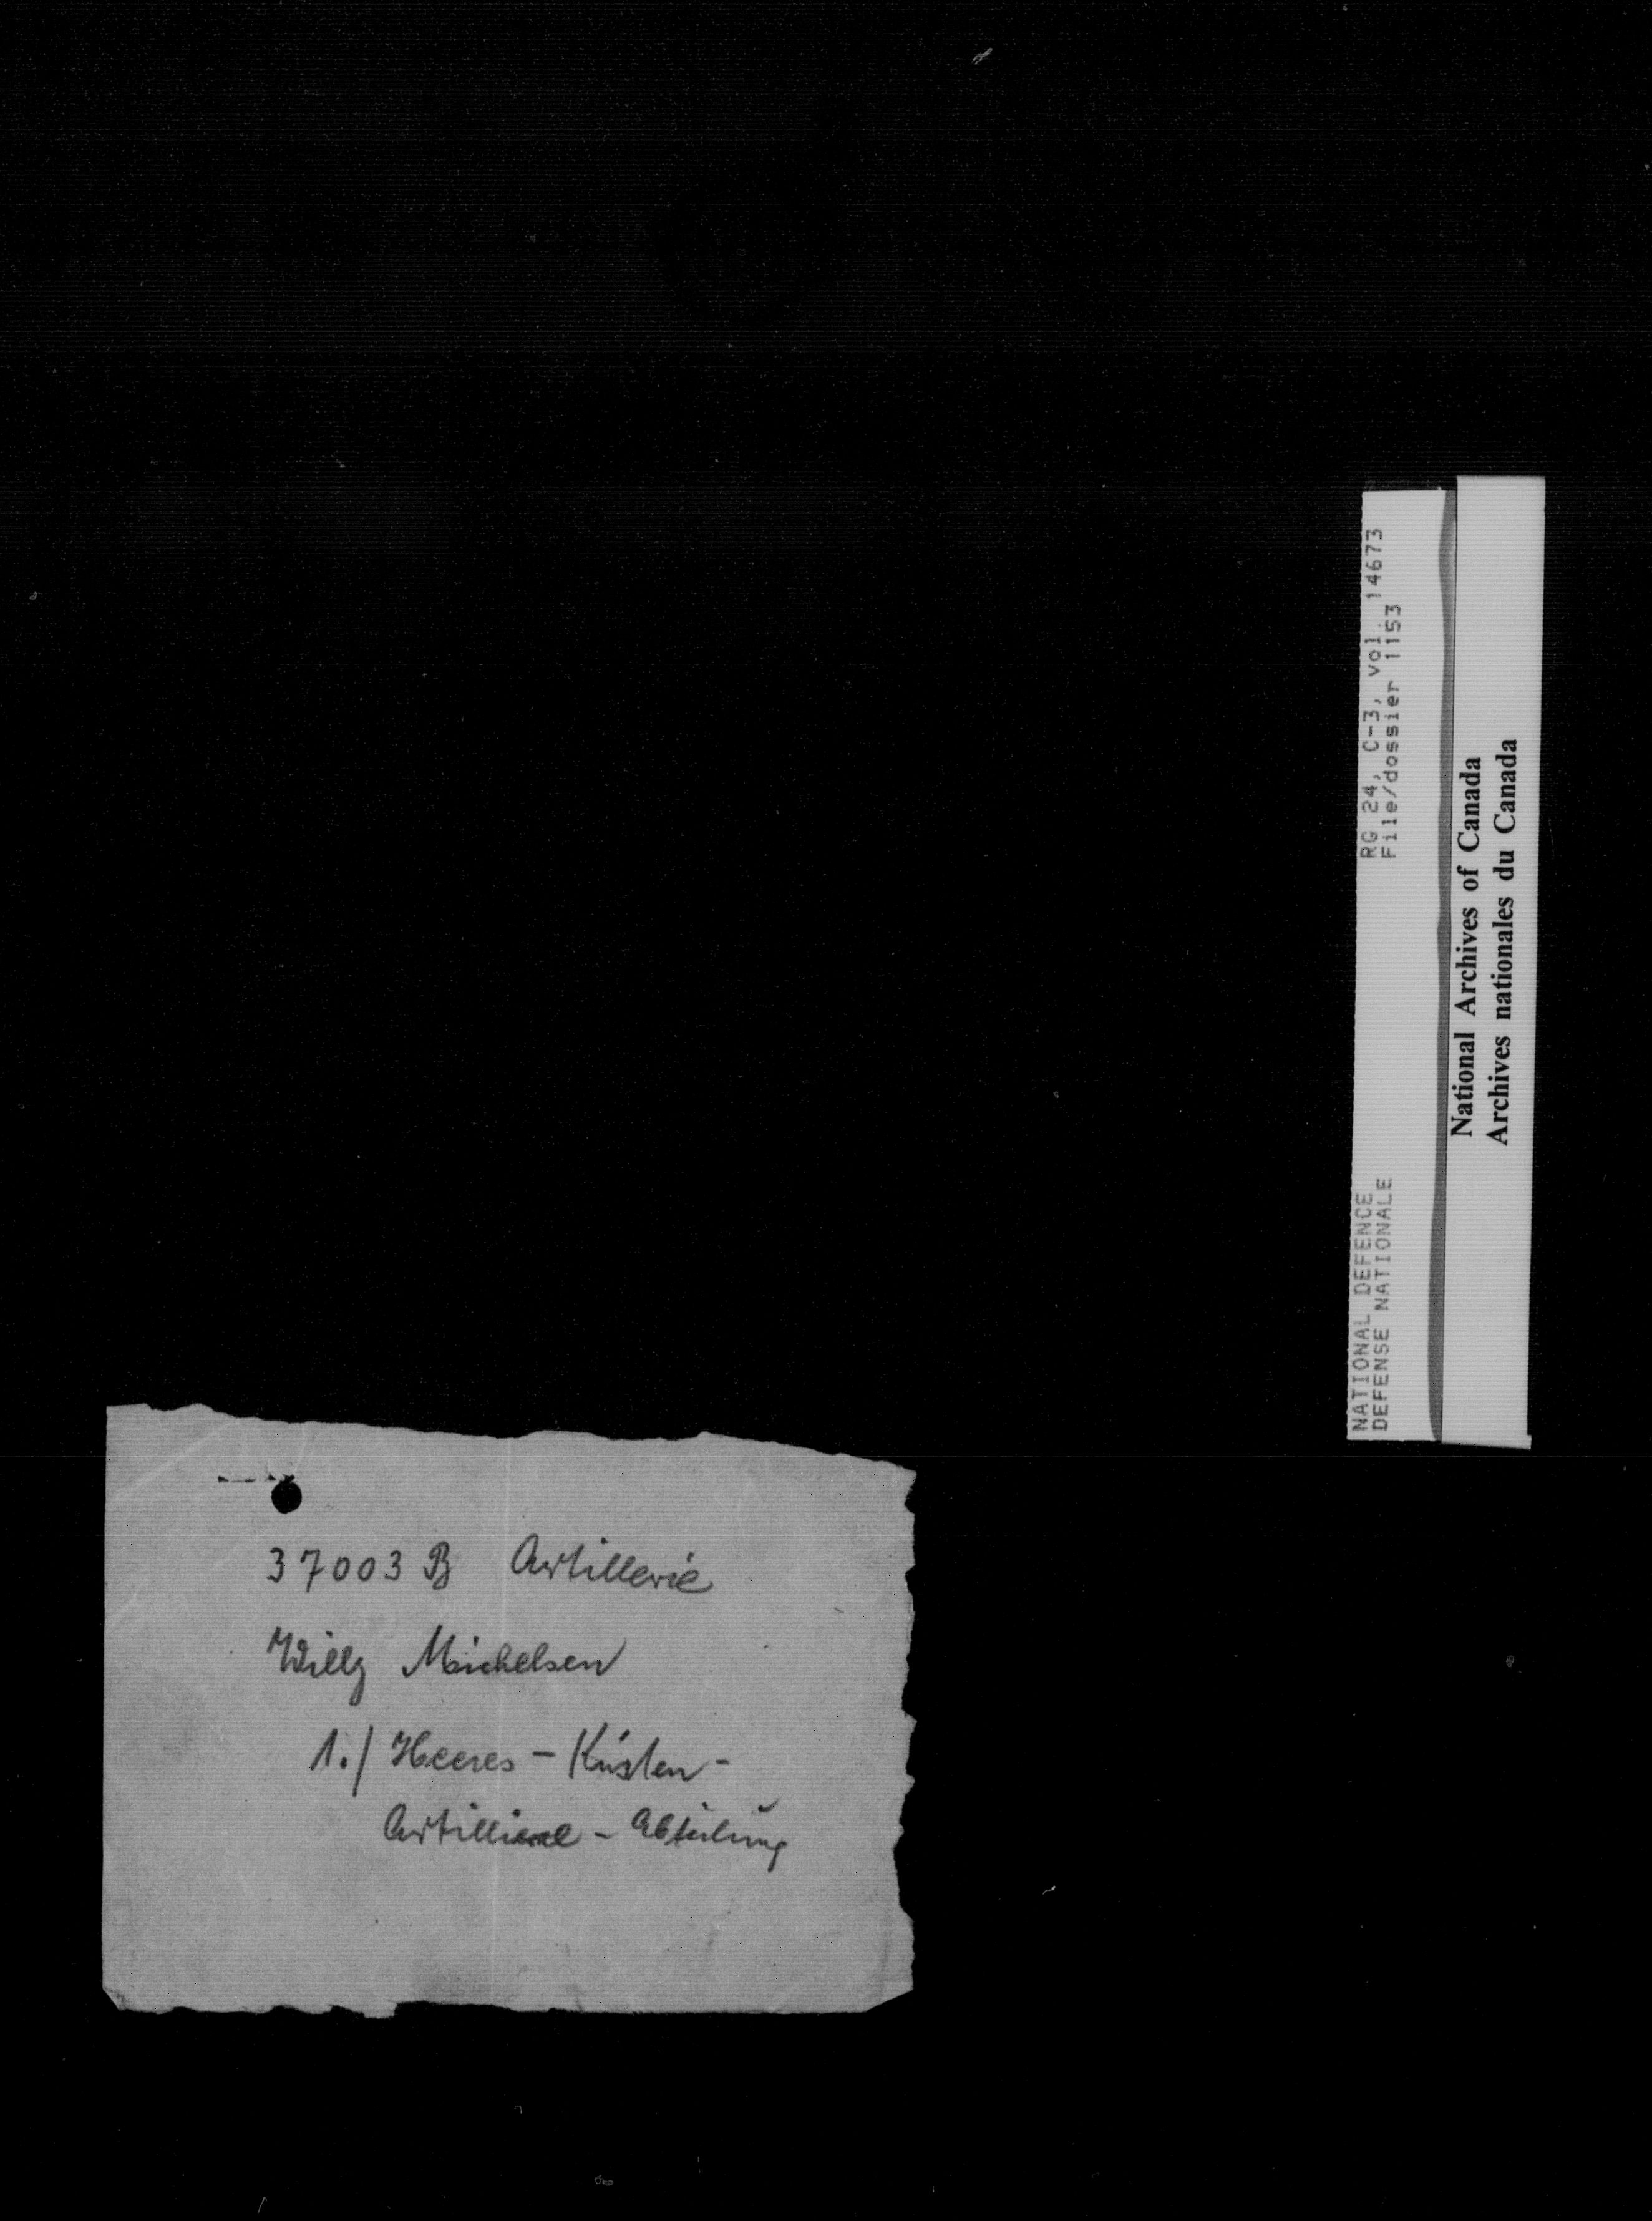 37003 B Artillerie
Willy Michelsen
1./ Heeres - Küsten-
Artillerie - Abteilung
RG 24, C-3, vol. 14673
File/dossier 1153
NATIONAL DEFENCE
DEFENSE NATIONALE
National Archives of Canada
Archives nationales du Canada